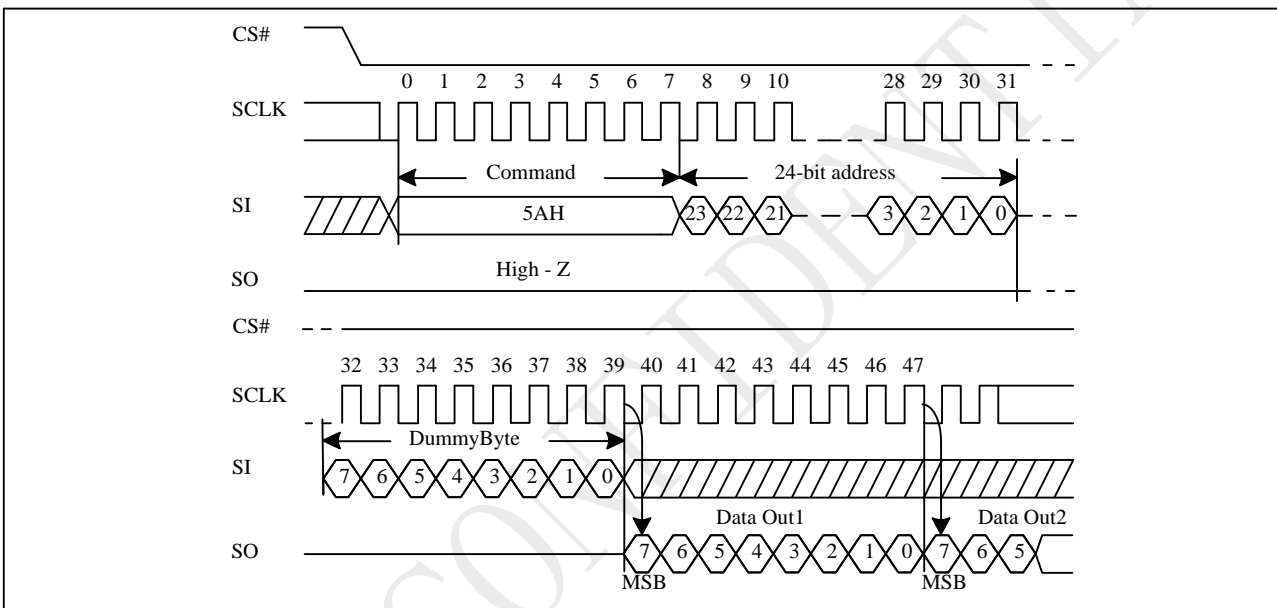 CS#
0 1 2 3 4 5 6 7 8 9 10 28 29 30 31
SCLK
Command 24-bit address
SI 5AH 23 22 21 3 2 1 0
High - Z
SO
CS#
32 33 34 35 36 37 38 39 40 41 42 43 44 45 46 47
SCLK
DummyByte
SI 7 6 5 4 3 2 1 0
Data Out1 Data Out2
SO 7 6 5 4 3 2 1 0 7 6 5
MSB MSB